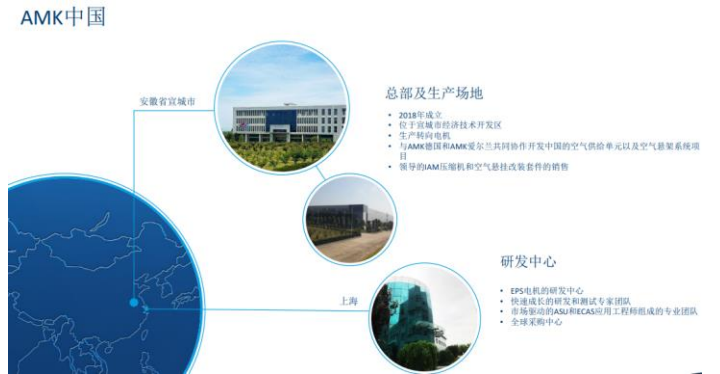 AMK中国
安徽省宣城市
总部及生产场地
• 2018年成立
• 位于宣城市经济技术开发区
• 生产转向电机
• 与AMK德国和AMK爱尔兰共同协作开发中国的空气供给单元以及空气悬架系统项
目
• 领导的IAM压缩机和空气悬挂改装套件的销售
研发中心
上海
• EPS电机的研发中心
• 快速成长的研发和测试专家团队
• 市场驱动的ASU和ECAS应用工程师组成的专业团队
• 全球采购中心